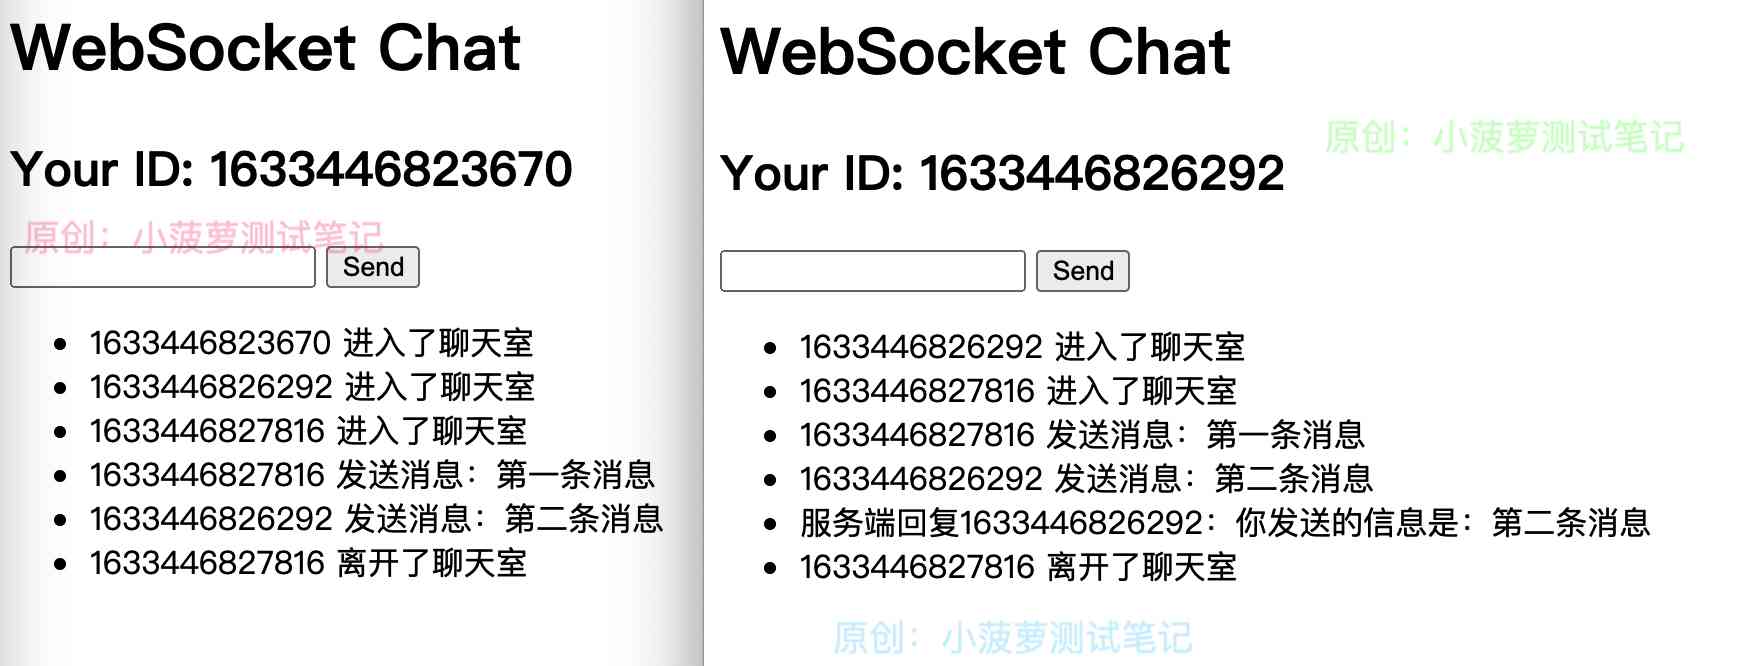 WebSocket Chat
Your ID: 1633446823670
原创：小菠萝测试笔记
Send
1633446823670 进入了聊天室
1633446826292 进入了聊天室
1633446827816 进入了聊天室
1633446827816 发送消息：第一条消息
1633446826292 发送消息：第二条消息
1633446827816 离开了聊天室
WebSocket Chat
原创：小菠萝测试笔记
Your ID: 1633446826292
Send
1633446826292 进入了聊天室
1633446827816 进入了聊天室
1633446827816 发送消息：第一条消息
1633446826292 发送消息：第二条消息
服务端回复1633446826292：你发送的信息是：第二条消息
1633446827816 离开了聊天室
原创：小菠萝测试笔记